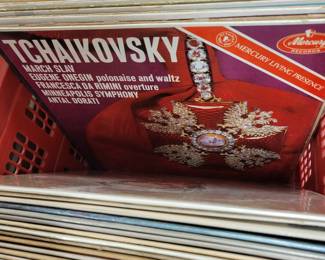 TCHAIKOVSKY
MARCH SLAV
EUGENE ONEGIN polonaise and waltz
FRANCESCA DA RIMINI overture
MINNEAPOLIS SYMPHONY
ANTAL DORATI
MERCURY LIVING PRESENCE
Mercury
RECORDS